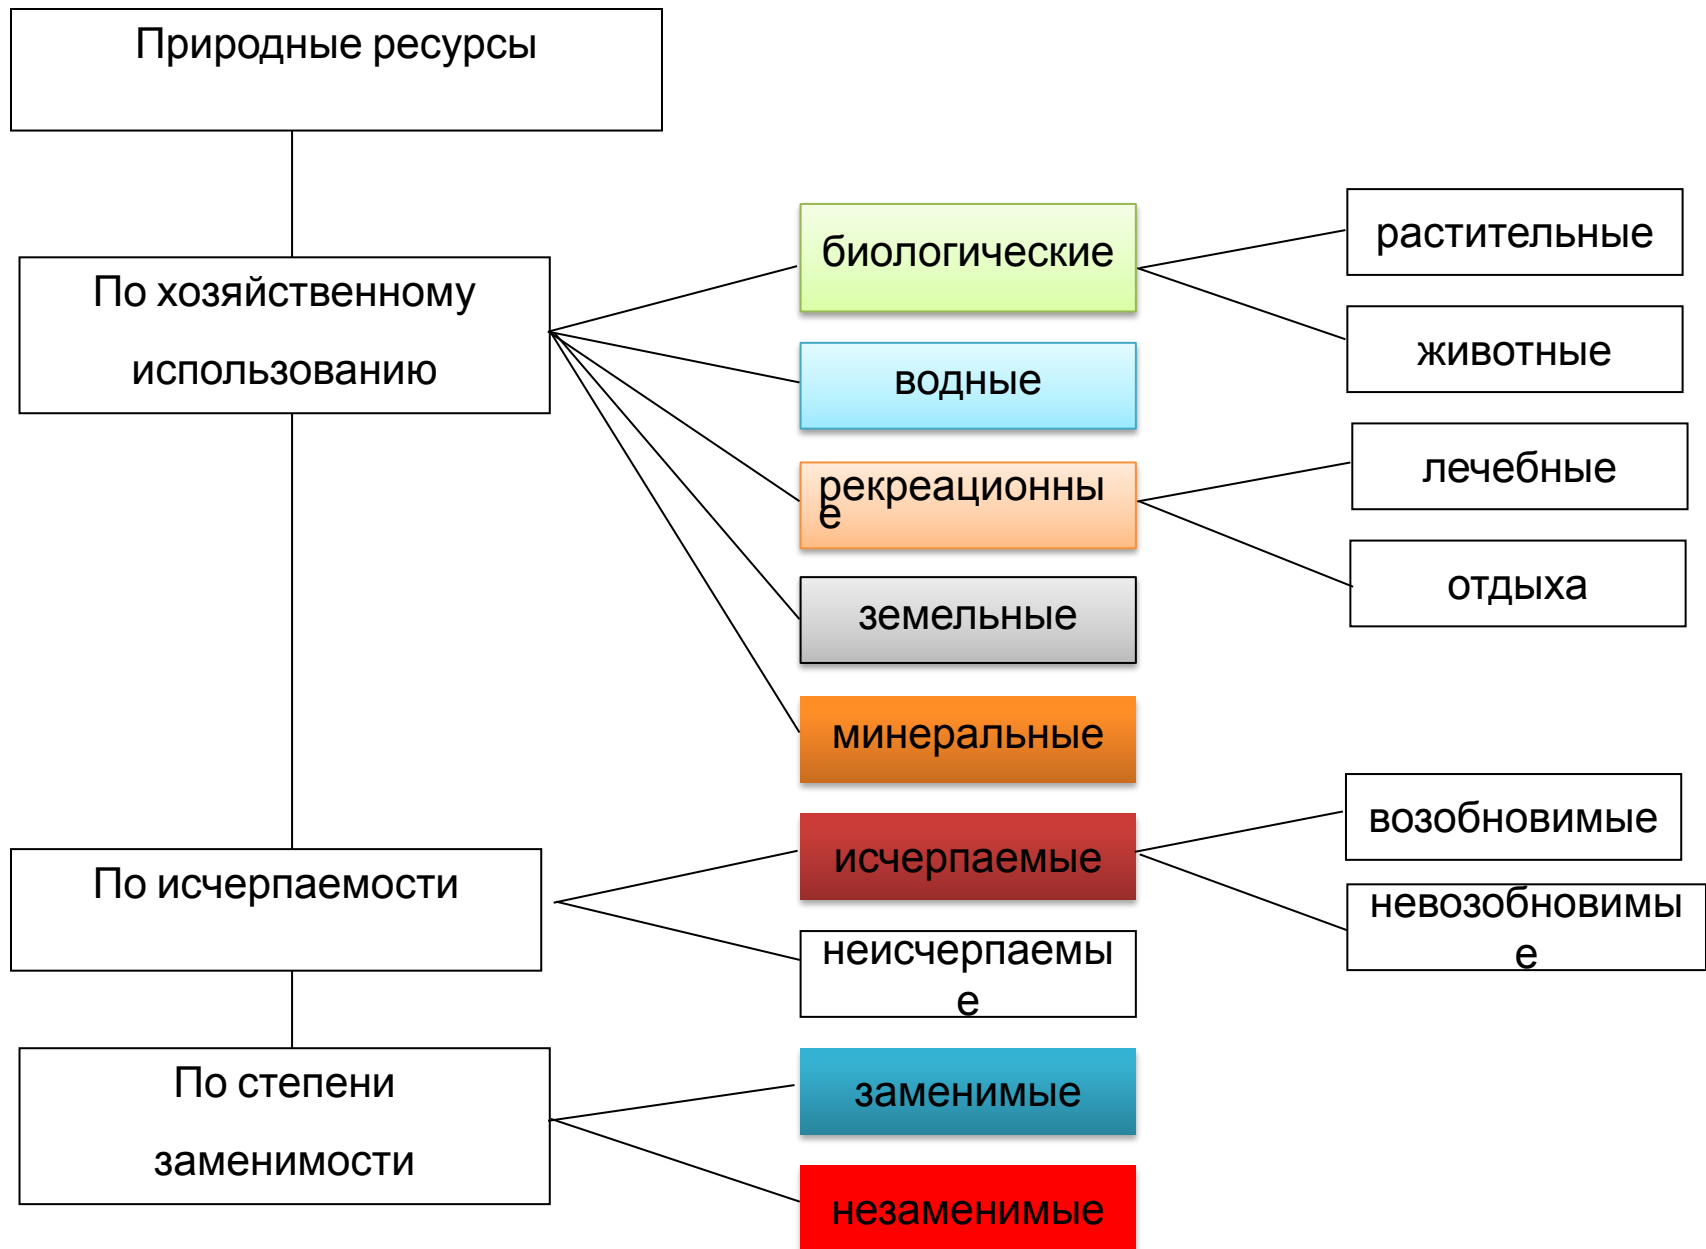 Природные ресурсы
По хозяйственному
использованию
биологические
растительные
животные
водные
рекреационны
е
лечебные
отдыха
земельные
минеральные
По исчерпаемости
исчерпаемые
возобновимые
невозобновимы
е
неисчерпаемы
е
По степени
заменимости
заменимые
незаменимые